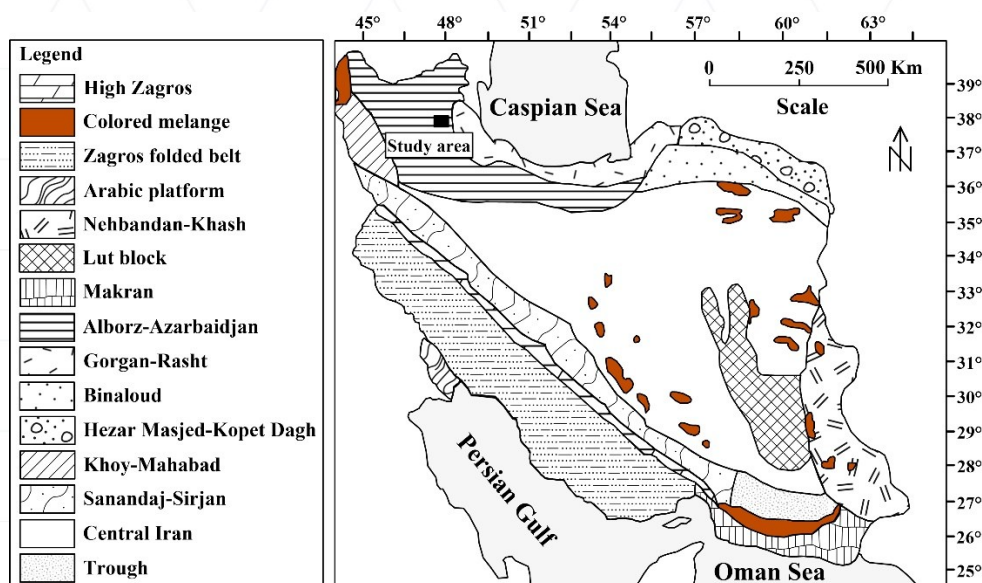 45° 48° 51° 54° 57° 60° 63°
Legend
High Zagros
Colored melange
Zagros folded belt
Arabic platform
Nehbandan-Khash
Lut block
Makran
Alborz-Azarbaidjan
Gorgan-Rasht
Binaloud
Hezar Masjed-Kopet Dagh
Khoy-Mahabad
Sanandaj-Sirjan
Central Iran
Trough
Caspian Sea
0 250 500 Km
Scale
N
Study area
Persian Gulf
Oman Sea
39°
38°
37°
36°
35°
33°
32°
31°
30°
29°
28°
27°
26°
25°